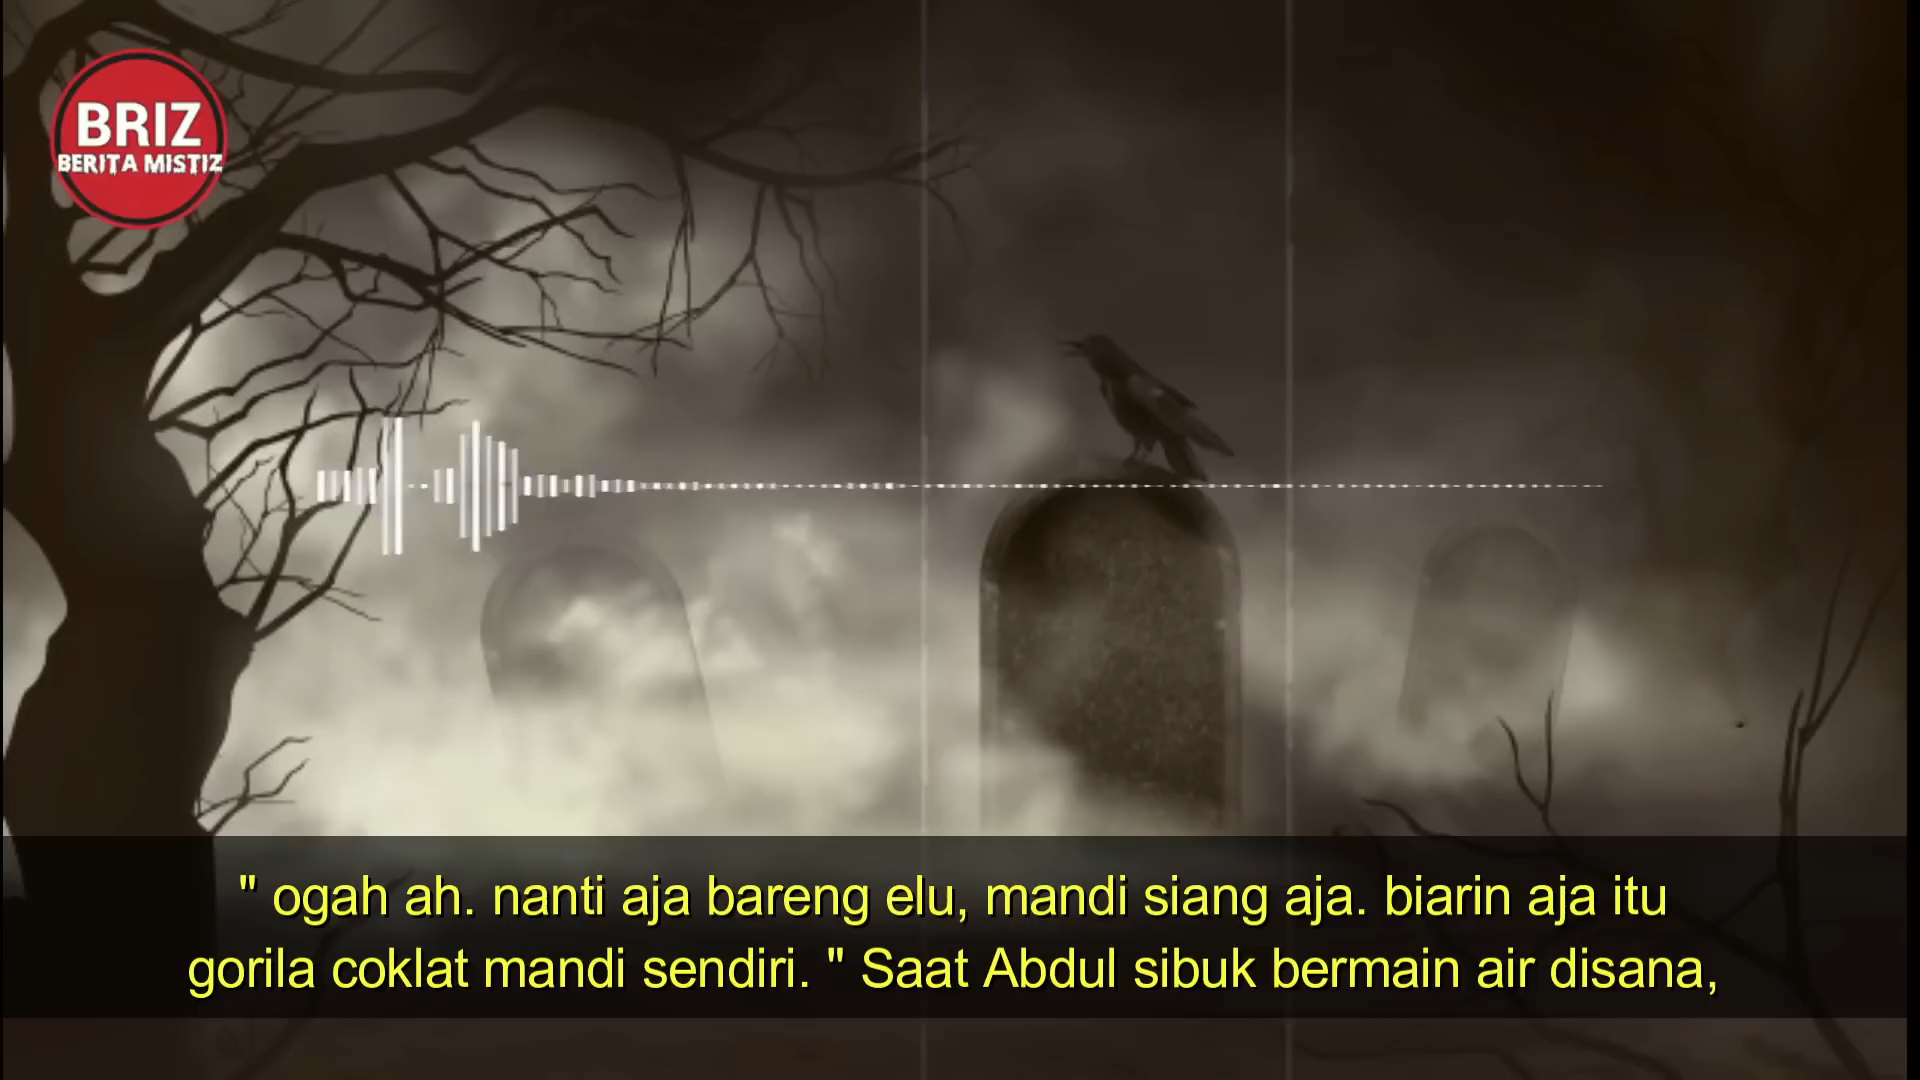 BRIZ
BERITA MISTIZ
" ogah ah. nanti aja bareng elu, mandi siang aja. biarin aja itu
gorila coklat mandi sendiri. " Saat Abdul sibuk bermain air disana,